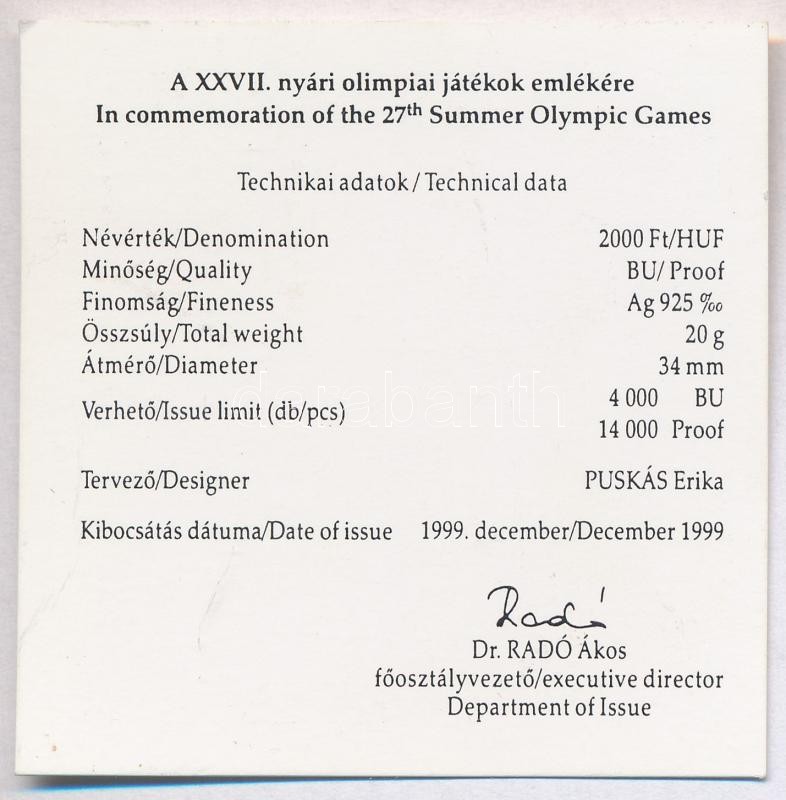 A XXVII. nyári olimpiai játékok emlékére
In commemoration of the 27th Summer Olympic Games
Technikai adatok / Technical data
Névérték/Denomination 2000 Ft/HUF
Minőség/Quality BU/ Proof
Finomság/Fineness Ag 925 ‰
Összsúly/Total weight 20 g
Átmérő/Diameter 34 mm
Verhető/Issue limit (db/pcs) 4 000 BU
14 000 Proof
Tervező/Designer PUSKÁS Erika
Kibocsátás dátuma/Date of issue 1999. december/December 1999
Radó
Dr. RADÓ Ákos
főosztályvezető/executive director
Department of Issue
darabanth